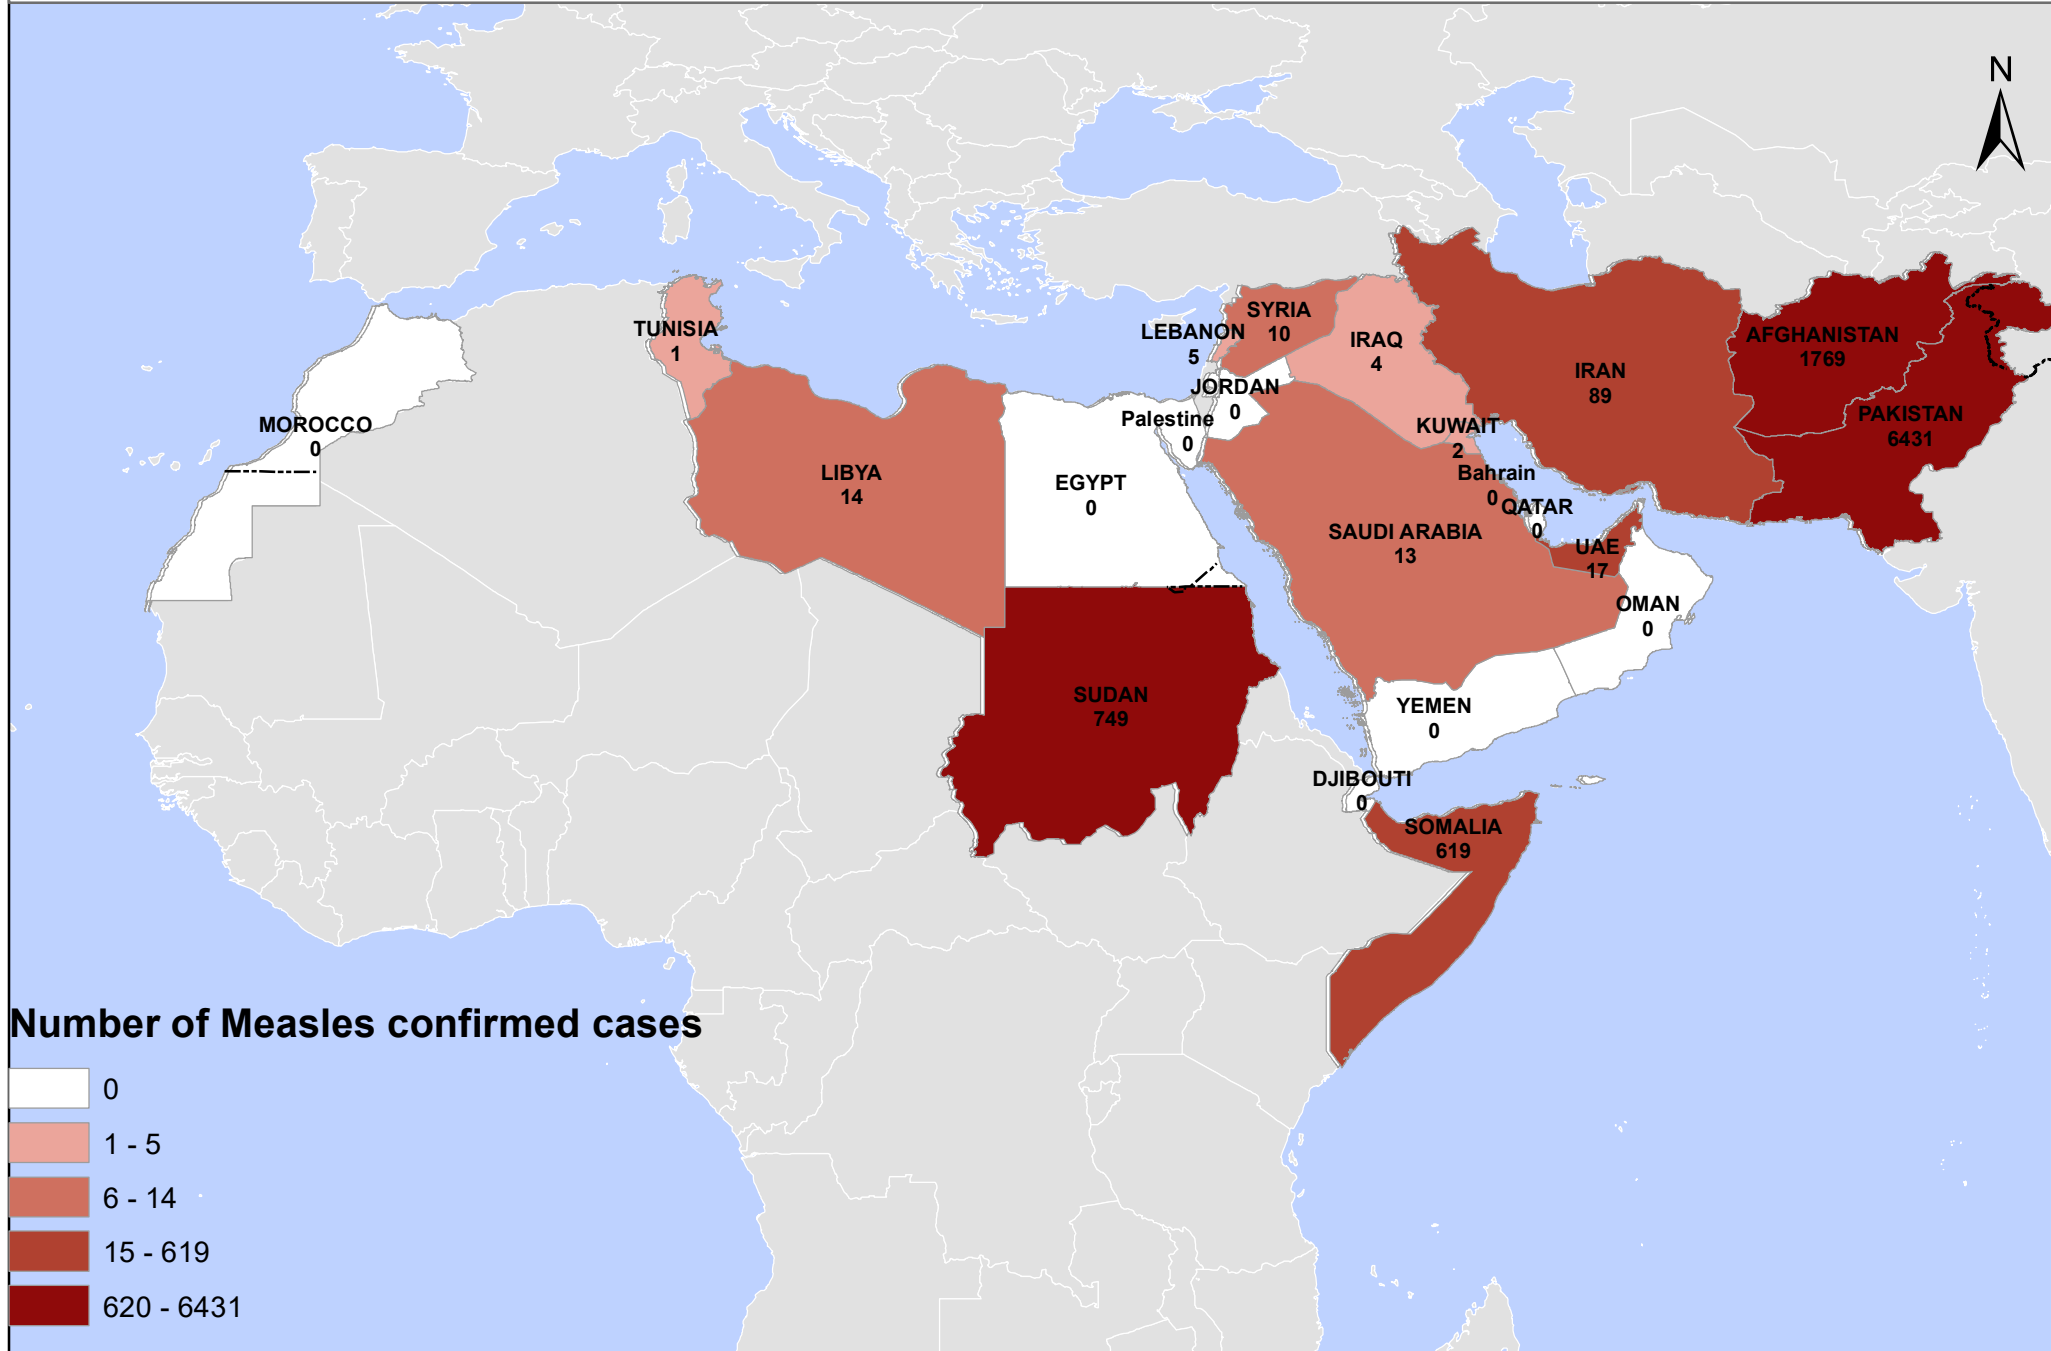 N
TUNISIA
1
MOROCCO
0
LIBYA
14
EGYPT
0
SUDAN
749
LEBANON
5
SYRIA
10
JORDAN
0
Palestine
0
IRAQ
4
KUWAIT
2
Bahrain
0
QATAR
0
SAUDI ARABIA
13
UAE
17
OMAN
0
YEMEN
0
DJIBOUTI
0
SOMALIA
619
IRAN
89
AFGHANISTAN
1769
PAKISTAN
6431
Number of Measles confirmed cases
0
1 - 5
6 - 14
15 - 619
620 - 6431